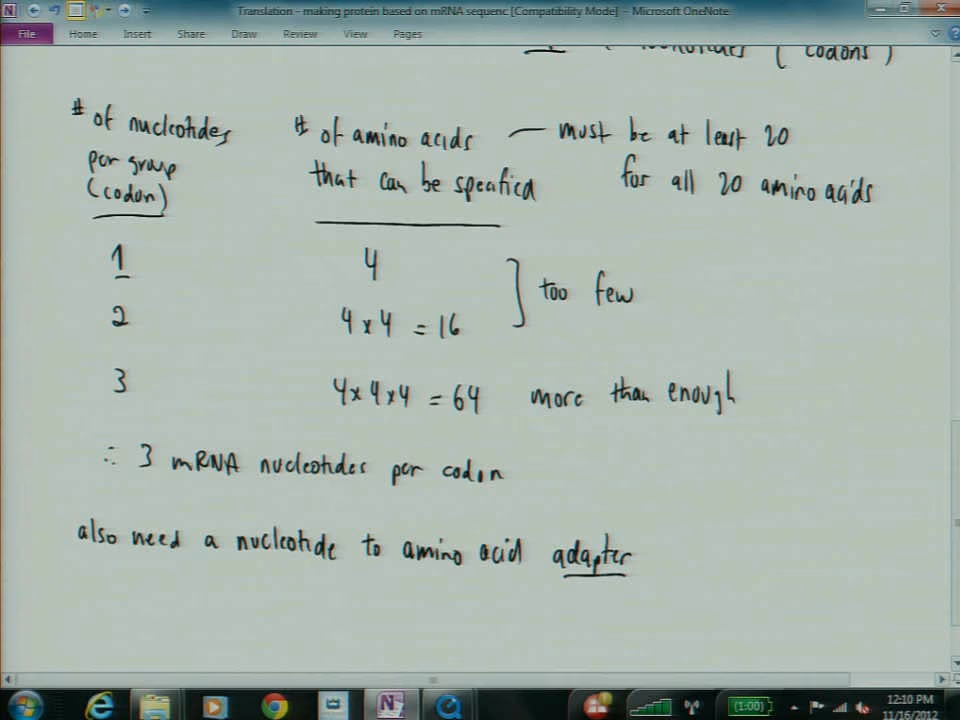 Translation - making protein based on mRNA sequenc [Compatibility Mode] - Microsoft OneNote
File Home Insert Share Draw Review View Pages
(codons)
# of nucleotides per group (codon)
# of amino acids that can be specified
— must be at least 20 for all 20 amino acids
1 4
2 4 x 4 = 16
] too few
3 4 x 4 x 4 = 64 more than enough
∴ 3 mRNA nucleotides per codon
also need a nucleotide to amino acid adapter
(1:00)
12:10 PM
11/16/2012